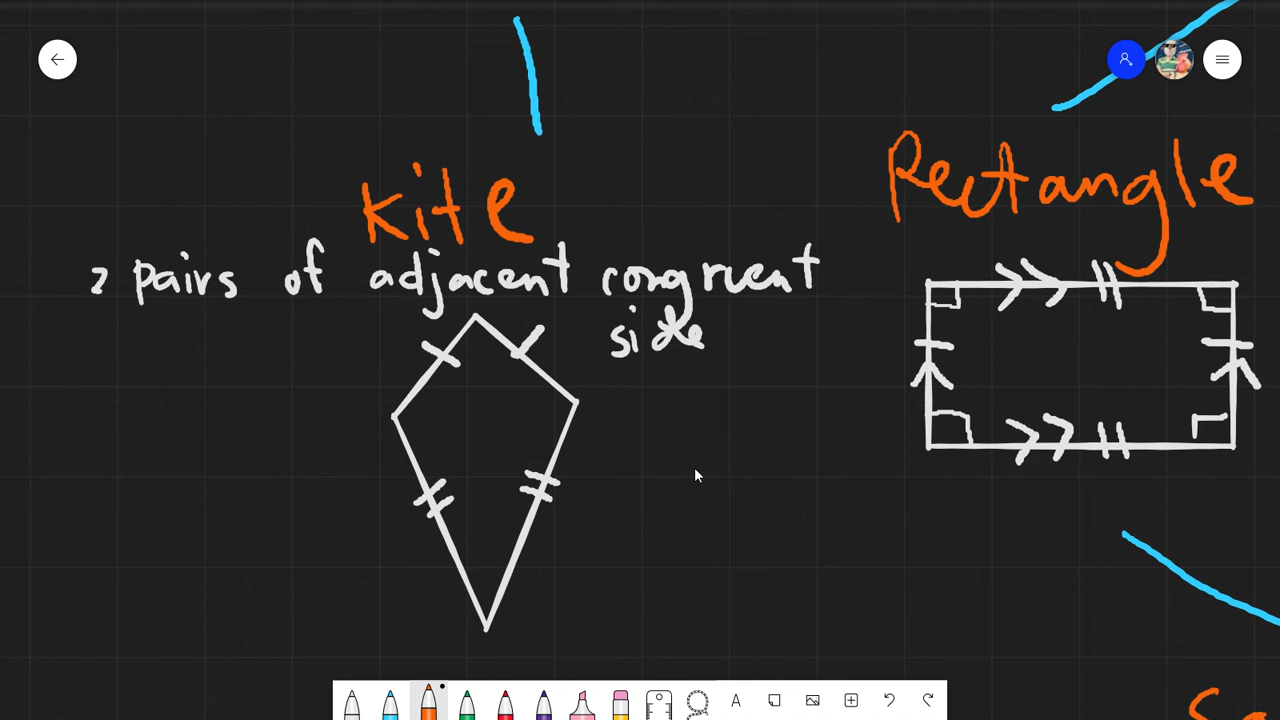 Kite
2 pairs of adjacent congruent
side
Rectangle
A